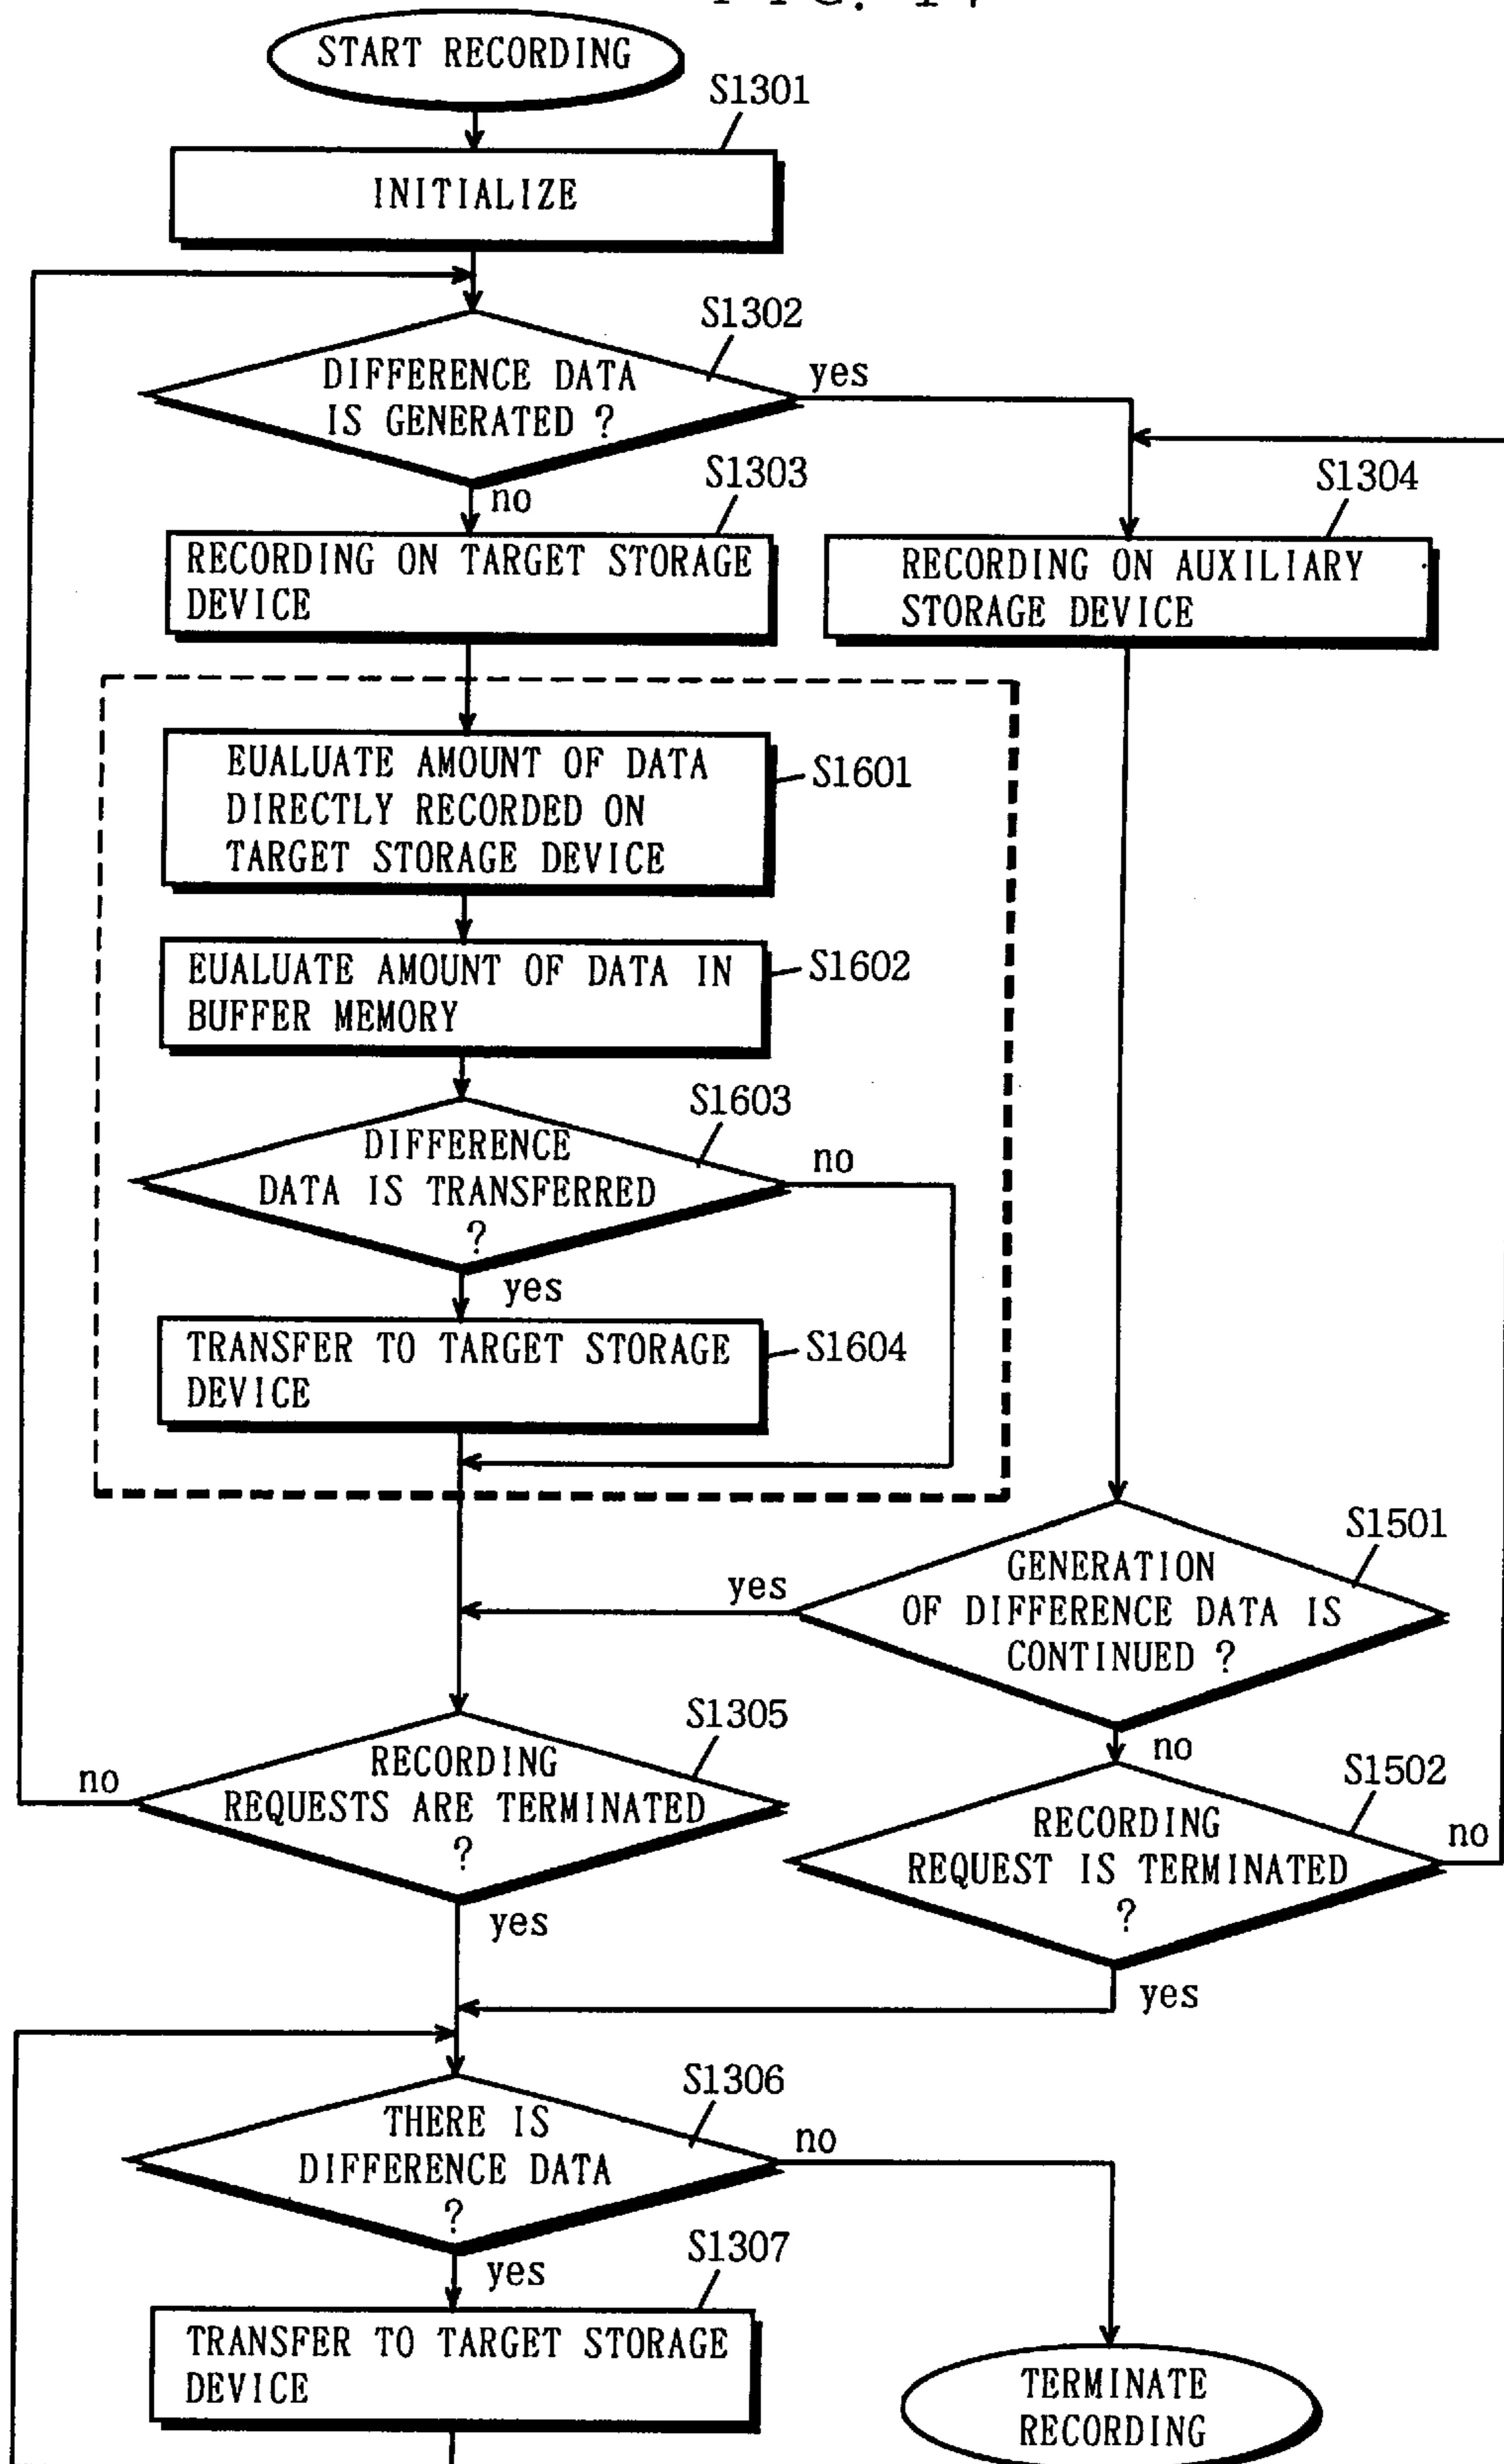 START RECORDING
S1301
INITIALIZE
S1302
DIFFERENCE DATA
IS GENERATED ?
yes
no
S1303
RECORDING ON TARGET STORAGE
DEVICE
S1304
RECORDING ON AUXILIARY
STORAGE DEVICE
EUALUATE AMOUNT OF DATA
DIRECTLY RECORDED ON
TARGET STORAGE DEVICE
S1601
EUALUATE AMOUNT OF DATA IN
BUFFER MEMORY
S1602
S1603
DIFFERENCE
DATA IS TRANSFERRED
?
no
yes
TRANSFER TO TARGET STORAGE
DEVICE
S1604
S1501
GENERATION
OF DIFFERENCE DATA IS
CONTINUED ?
yes
no
S1305
RECORDING
REQUESTS ARE TERMINATED
?
no
yes
S1502
RECORDING
REQUEST IS TERMINATED
?
no
yes
S1306
THERE IS
DIFFERENCE DATA
?
no
yes
S1307
TRANSFER TO TARGET STORAGE
DEVICE
TERMINATE
RECORDING